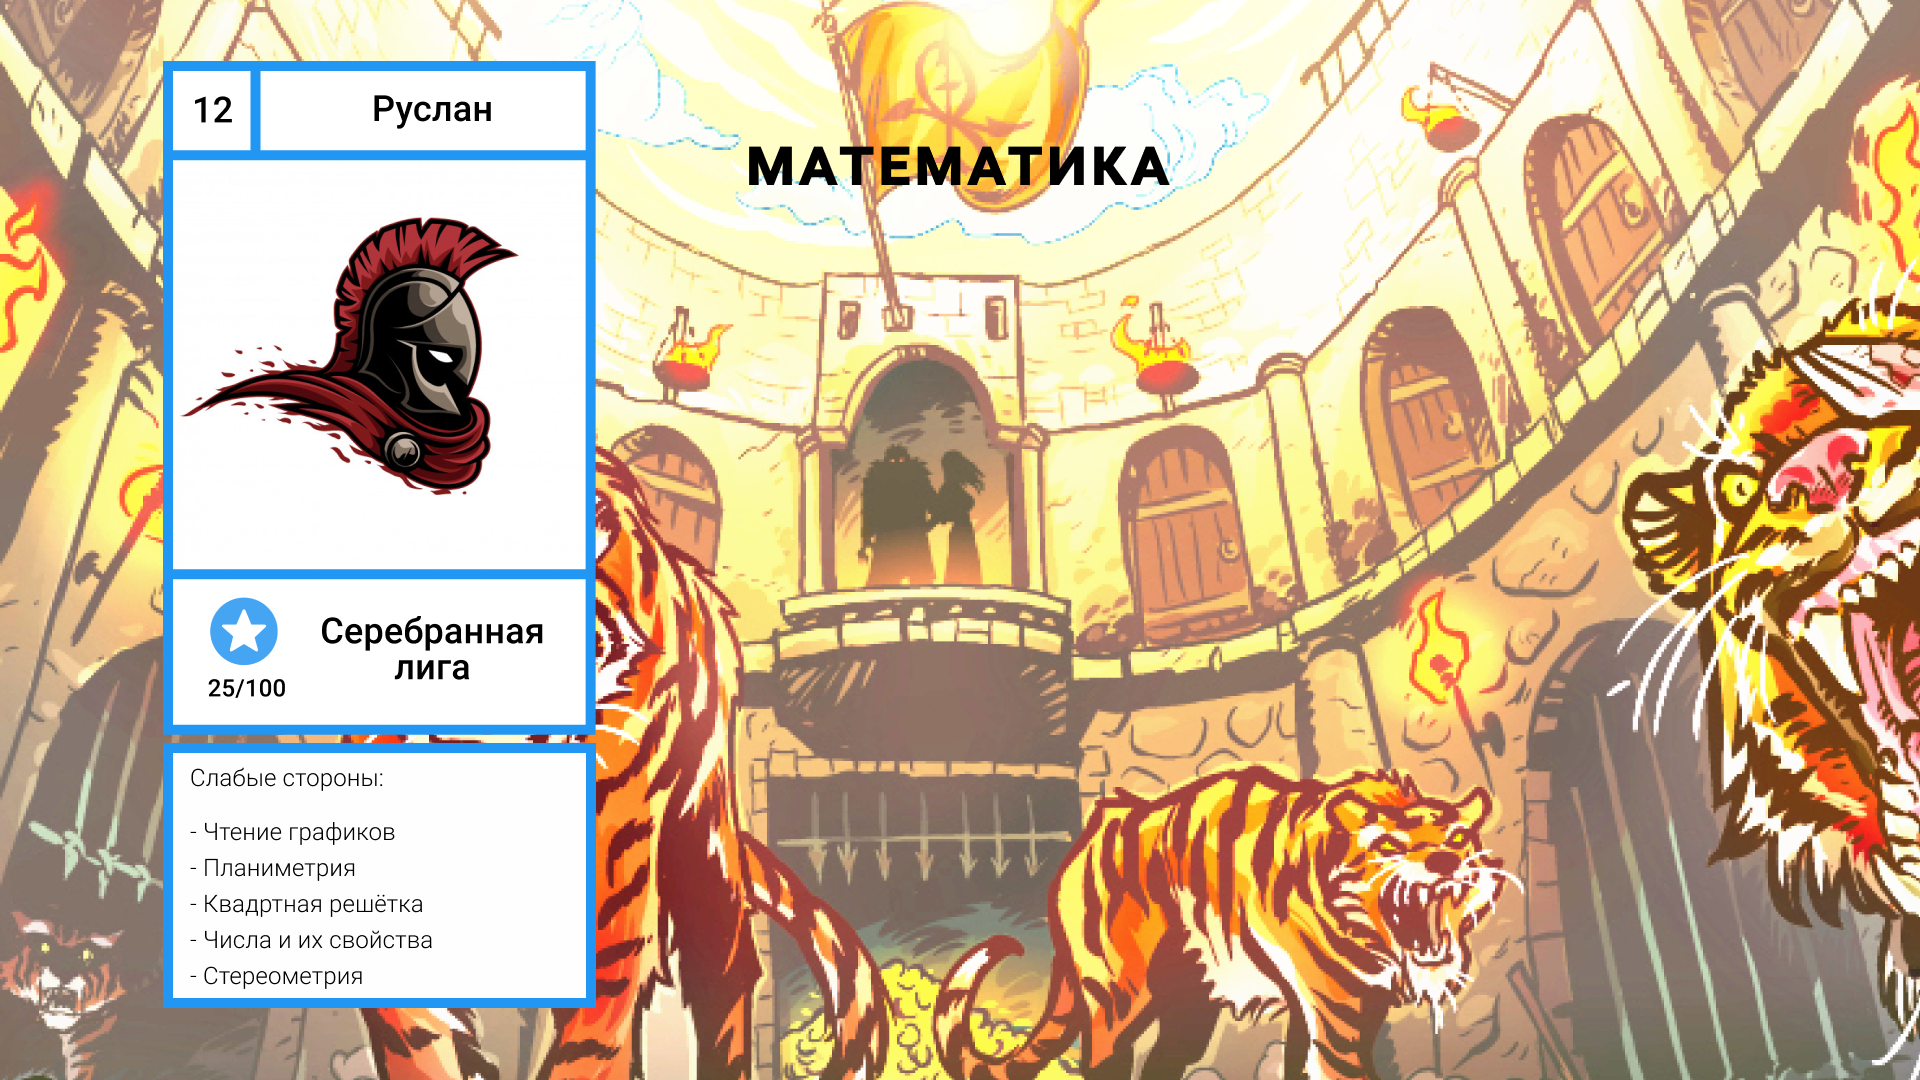 12
Руслан
МАТЕМАТИКА
Серебранная
лига
25/100
Слабые стороны:
- Чтение графиков
- Планиметрия
- Квадртная решётка
- Числа и их свойства
- Стереометрия